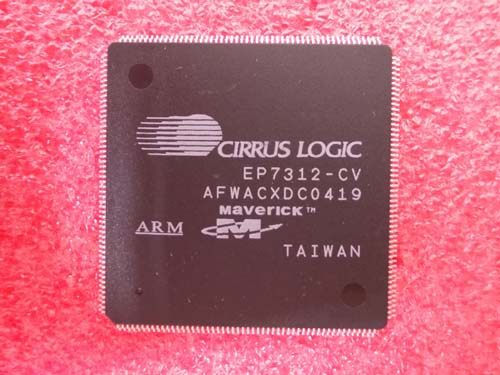 CIRRUS LOGIC
EP7312-CV
AFWACXDC0419
MaverIcK™
ARM
M
TAIWAN